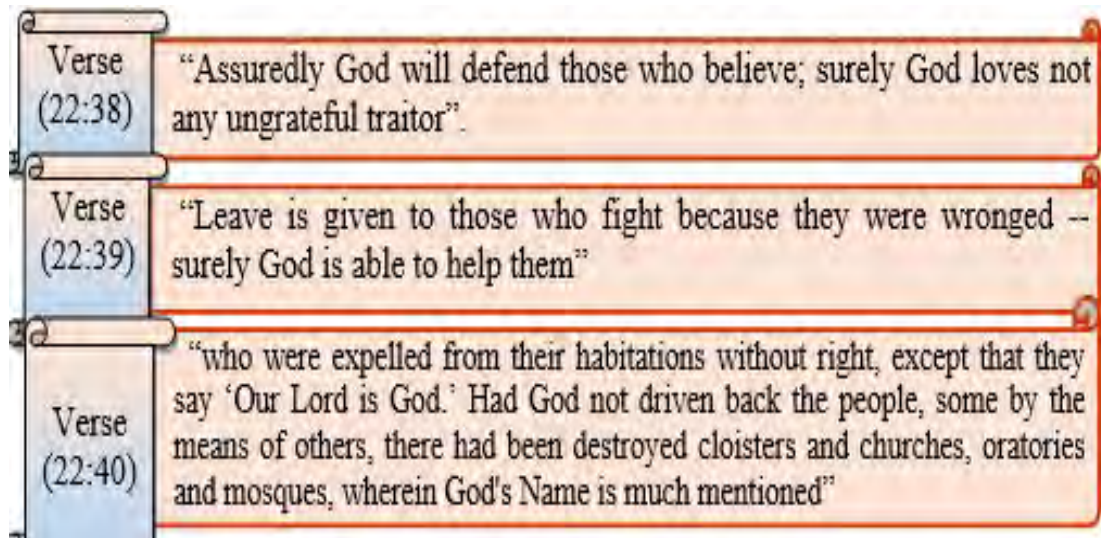 Verse
(22:38)
“Assuredly God will defend those who believe; surely God loves not
any ungrateful traitor”.
Verse
(22:39)
“Leave is given to those who fight because they were wronged --
surely God is able to help them”
Verse
(22:40)
“who were expelled from their habitations without right, except that they
say ‘Our Lord is God.’ Had God not driven back the people, some by the
means of others, there had been destroyed cloisters and churches, oratories
and mosques, wherein God's Name is much mentioned”